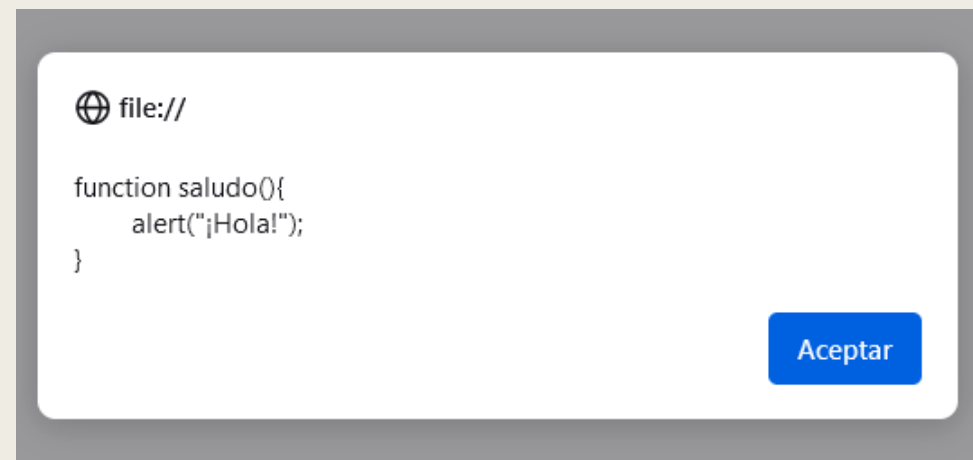 file://
function saludo(){
alert("¡Hola!");
}
Aceptar